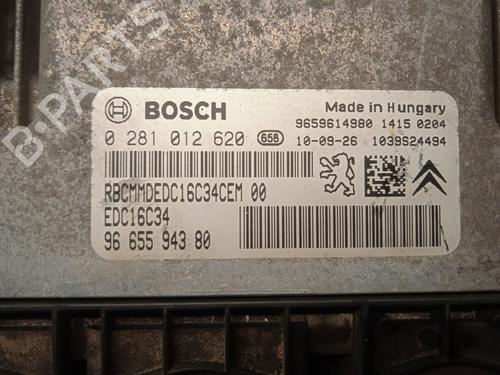 B-PARTS
BOSCH
Made in Hungary
9659614980 1415 0204
0 281 012 620 658 10-09-26 1039S24494
RBCMMDEDC16C34CEM 00
EDC16C34
96 655 943 80